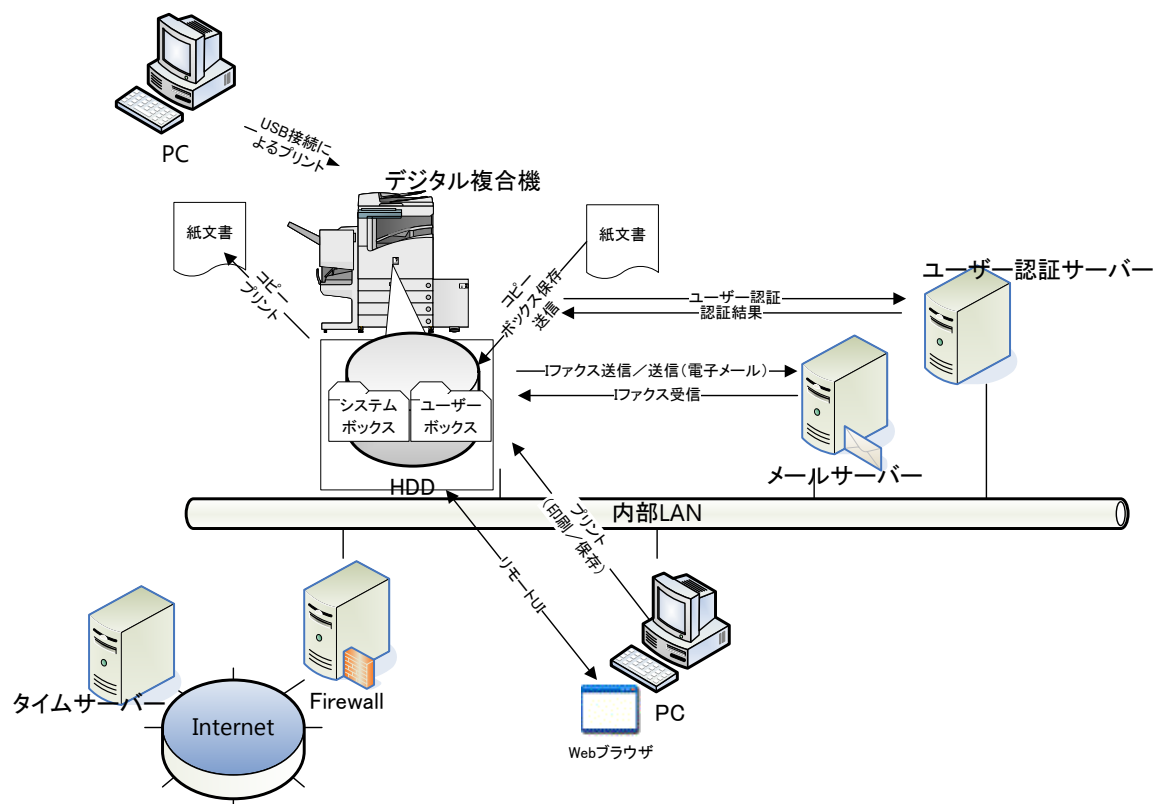 PC
USB接続に
よるプリント
デジタル複合機
紙文書
コピー
プリント
紙文書
コピー
ボックス保存
送信
ユーザー認証
認証結果
ユーザー認証サーバー
Iファクス送信／送信（電子メール）
Iファクス受信
システム
ボックス
ユーザー
ボックス
メールサーバー
HDD
内部LAN
プリント
（印刷／保存）
リモートUI
タイムサーバー
Firewall
Internet
PC
Webブラウザ